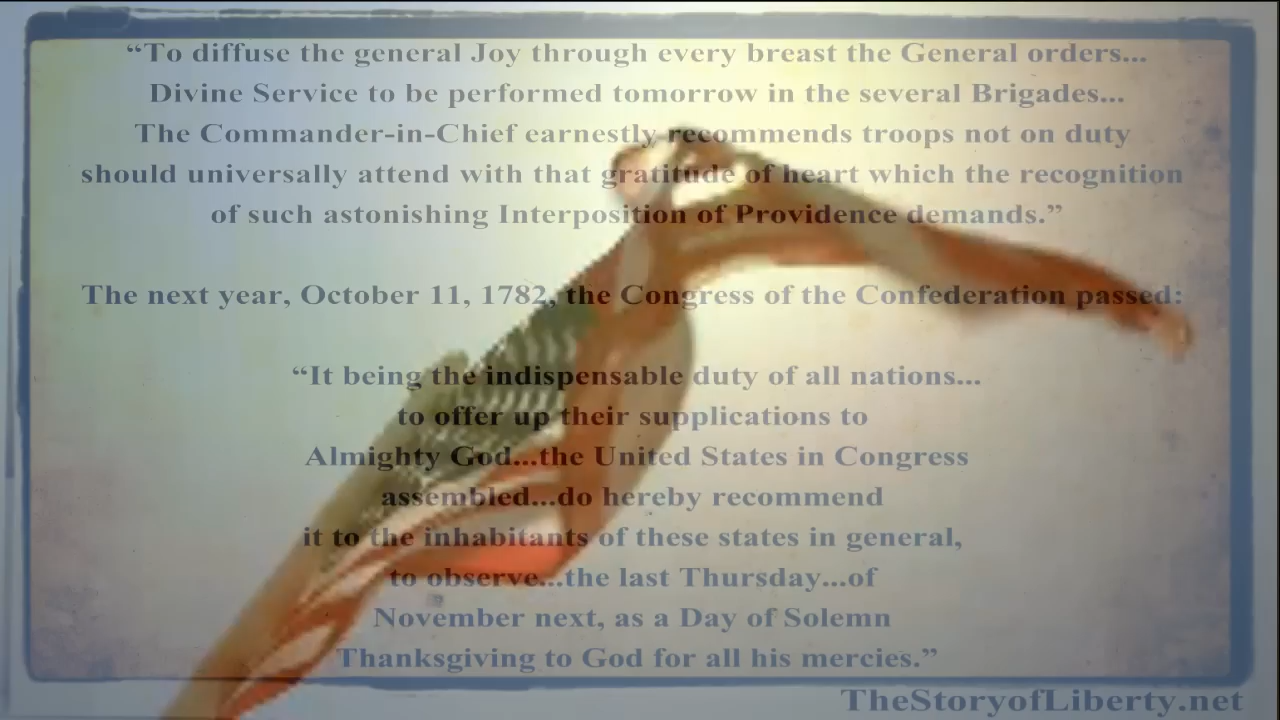 “To diffuse the general Joy through every breast the General orders...
Divine Service to be performed tomorrow in the several Brigades...
The Commander-in-Chief earnestly recommends troops not on duty
should universally attend with that gratitude of heart which the recognition
of such astonishing Interposition of Providence demands.”
The next year, October 11, 1782, the Congress of the Confederation passed:
“It being the indispensable duty of all nations...
to offer up their supplications to
Almighty God...the United States in Congress
assembled...do hereby recommend
it to the inhabitants of these states in general,
to observe...the last Thursday...of
November next, as a Day of Solemn
Thanksgiving to God for all his mercies.”
TheStoryofLiberty.net